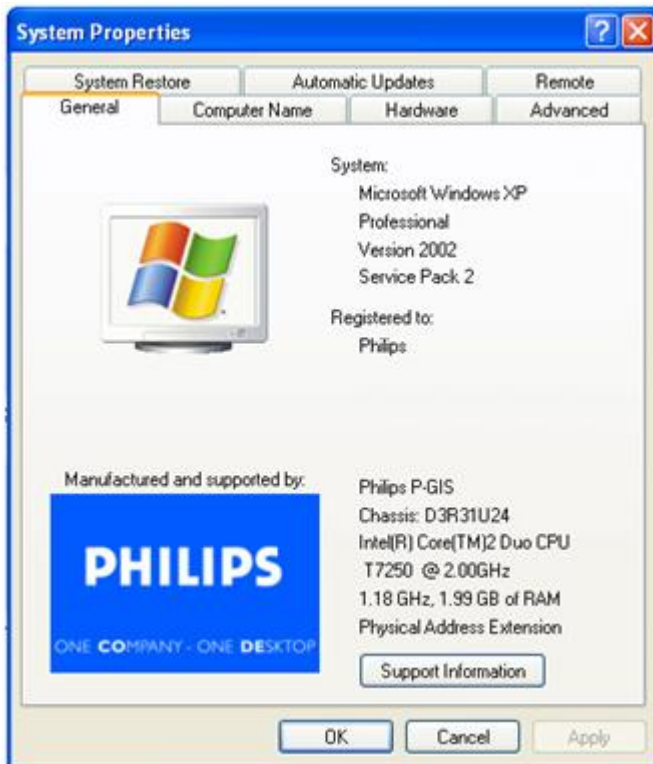 System Properties
System Restore
Automatic Updates
Remote
General
Computer Name
Hardware
Advanced
System:
Microsoft Windows XP
Professional
Version 2002
Service Pack 2
Registered to:
Philips
Manufactured and supported by:
PHILIPS
ONE COMPANY - ONE DESKTOP
Philips P-GIS
Chassis: D3R31U24
Intel(R) Core(TM)2 Duo CPU
T7250 @ 2.00GHz
1.18 GHz, 1.99 GB of RAM
Physical Address Extension
Support Information
OK
Cancel
Apply